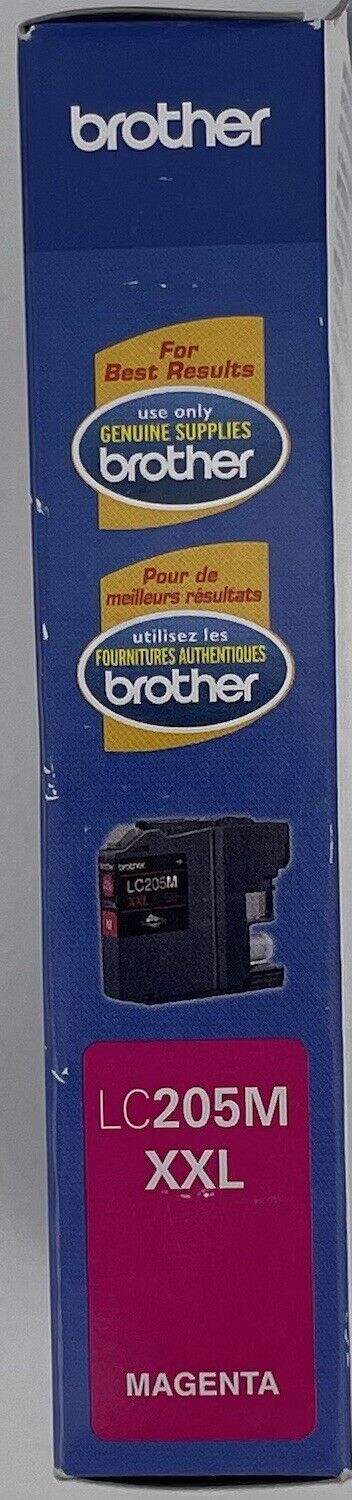 brother
For
Best Results
use only
GENUINE SUPPLIES
brother
Pour de
meilleurs résultats
utilisez les
FOURNITURES AUTHENTIQUES
brother
brother
LC205M
XXL
M
LC205M
XXL
MAGENTA